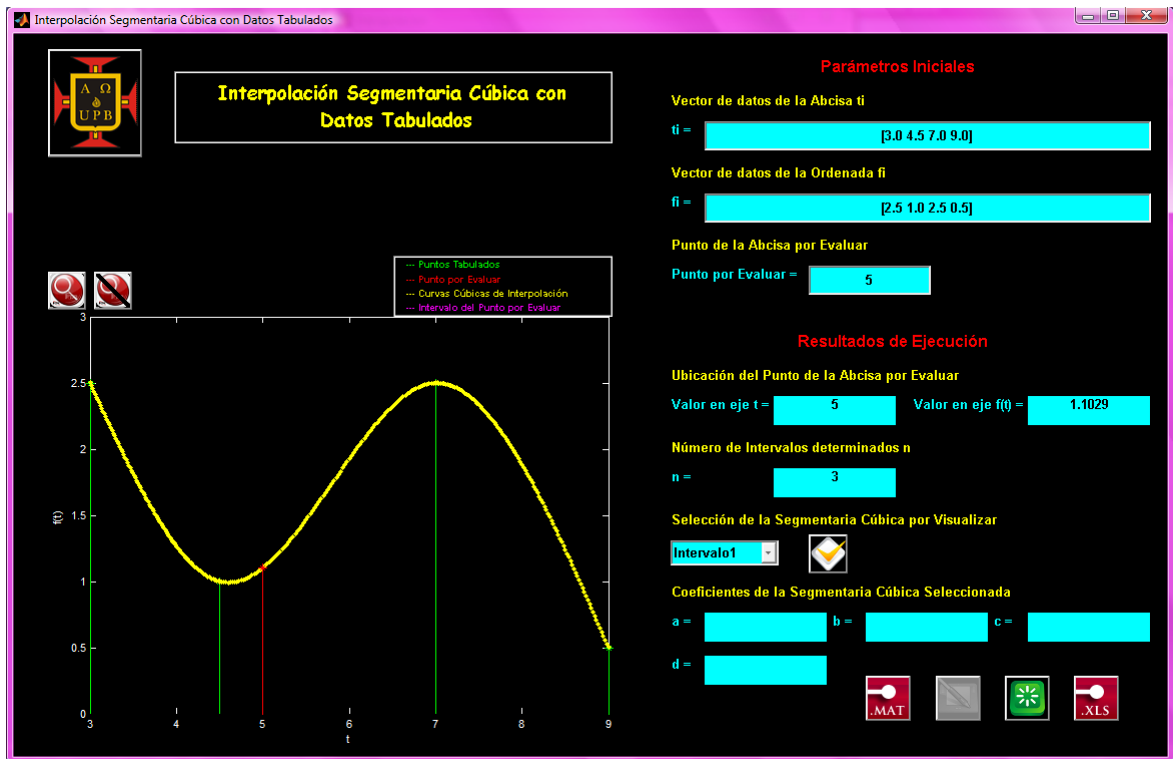 Interpolación Segmentaria Cúbica con Datos Tabulados
Α Ω
UPB
Interpolación Segmentaria Cúbica con
Datos Tabulados
--- Puntos Tabulados
--- Punto por Evaluar
--- Curvas Cúbicas de Interpolación
--- Intervalo del Punto por Evaluar
3
2.5
2
1.5
1
0.5
0
f(t)
3 4 5 6 7 8 9
t
Parámetros Iniciales
Vector de datos de la Abcisa ti
ti = [3.0 4.5 7.0 9.0]
Vector de datos de la Ordenada fi
fi = [2.5 1.0 2.5 0.5]
Punto de la Abcisa por Evaluar
Punto por Evaluar = 5
Resultados de Ejecución
Ubicación del Punto de la Abcisa por Evaluar
Valor en eje t = 5 Valor en eje f(t) = 1.1029
Número de Intervalos determinados n
n = 3
Selección de la Segmentaria Cúbica por Visualizar
Intervalo1
Coeficientes de la Segmentaria Cúbica Seleccionada
a = b = c =
d =
.MAT .XLS